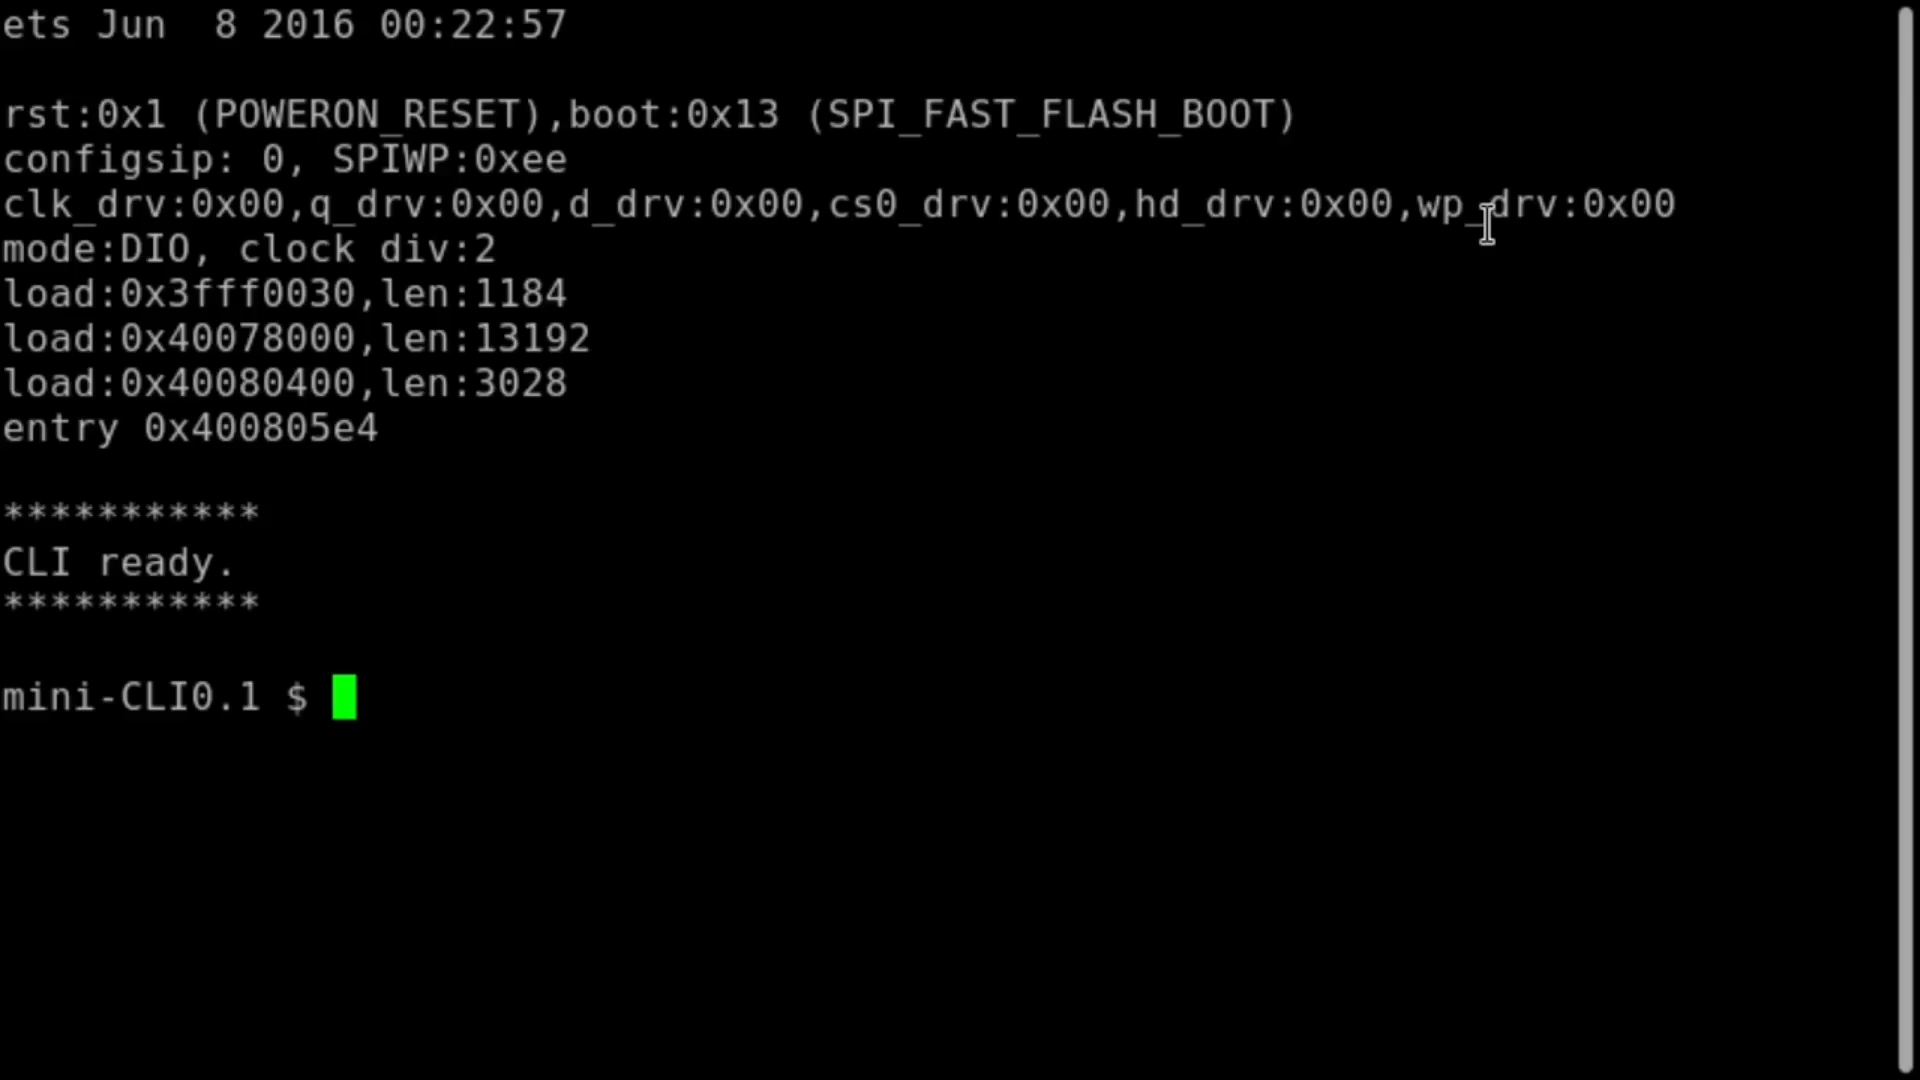 ets Jun  8 2016 00:22:57
rst:0x1 (POWERON_RESET),boot:0x13 (SPI_FAST_FLASH_BOOT)
configsip: 0, SPIWP:0xee
clk_drv:0x00,q_drv:0x00,d_drv:0x00,cs0_drv:0x00,hd_drv:0x00,wp_drv:0x00
mode:DIO, clock div:2
load:0x3fff0030,len:1184
load:0x40078000,len:13192
load:0x40080400,len:3028
entry 0x400805e4
***********
CLI ready.
***********
mini-CLI0.1 $